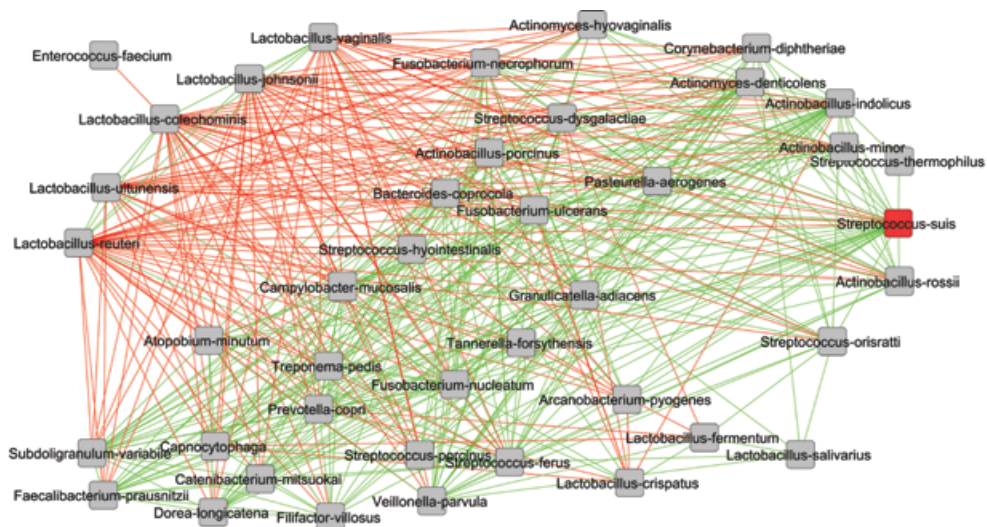 Actinomyces-hyovaginalis
Lactobacillus-vaginalis
Corynebacterium-diphtheriae
Enterococcus-faecium
Fusobacterium-necrophorum
Lactobacillus-johnsonii
Actinomyces-denticolens
Actinobacillus-indolicus
Lactobacillus-coleohominis
Streptococcus-dysgalactiae
Actinobacillus-minor
Actinobacillus-porcinus
Streptococcus-thermophilus
Pasteurella-aerogenes
Lactobacillus-ultunensis
Bacteroides-coprocola
Fusobacterium-ulcerans
Streptococcus-suis
Lactobacillus-reuteri
Streptococcus-hyointestinalis
Actinobacillus-rossii
Campylobacter-mucosalis
Granulicatella-adiacens
Atopobium-minutum
Tannerella-forsythensis
Streptococcus-orisratti
Treponema-pedis
Fusobacterium-nucleatum
Arcanobacterium-pyogenes
Prevotella-copri
Lactobacillus-fermentum
Capnocytophaga
Subdoligranulum-variabile
Streptococcus-porcinus
Streptococcus-ferus
Lactobacillus-salivarius
Catenibacterium-mitsuokai
Lactobacillus-crispatus
Faecalibacterium-prausnitzii
Veillonella-parvula
Dorea-longicatena
Filifactor-villosus